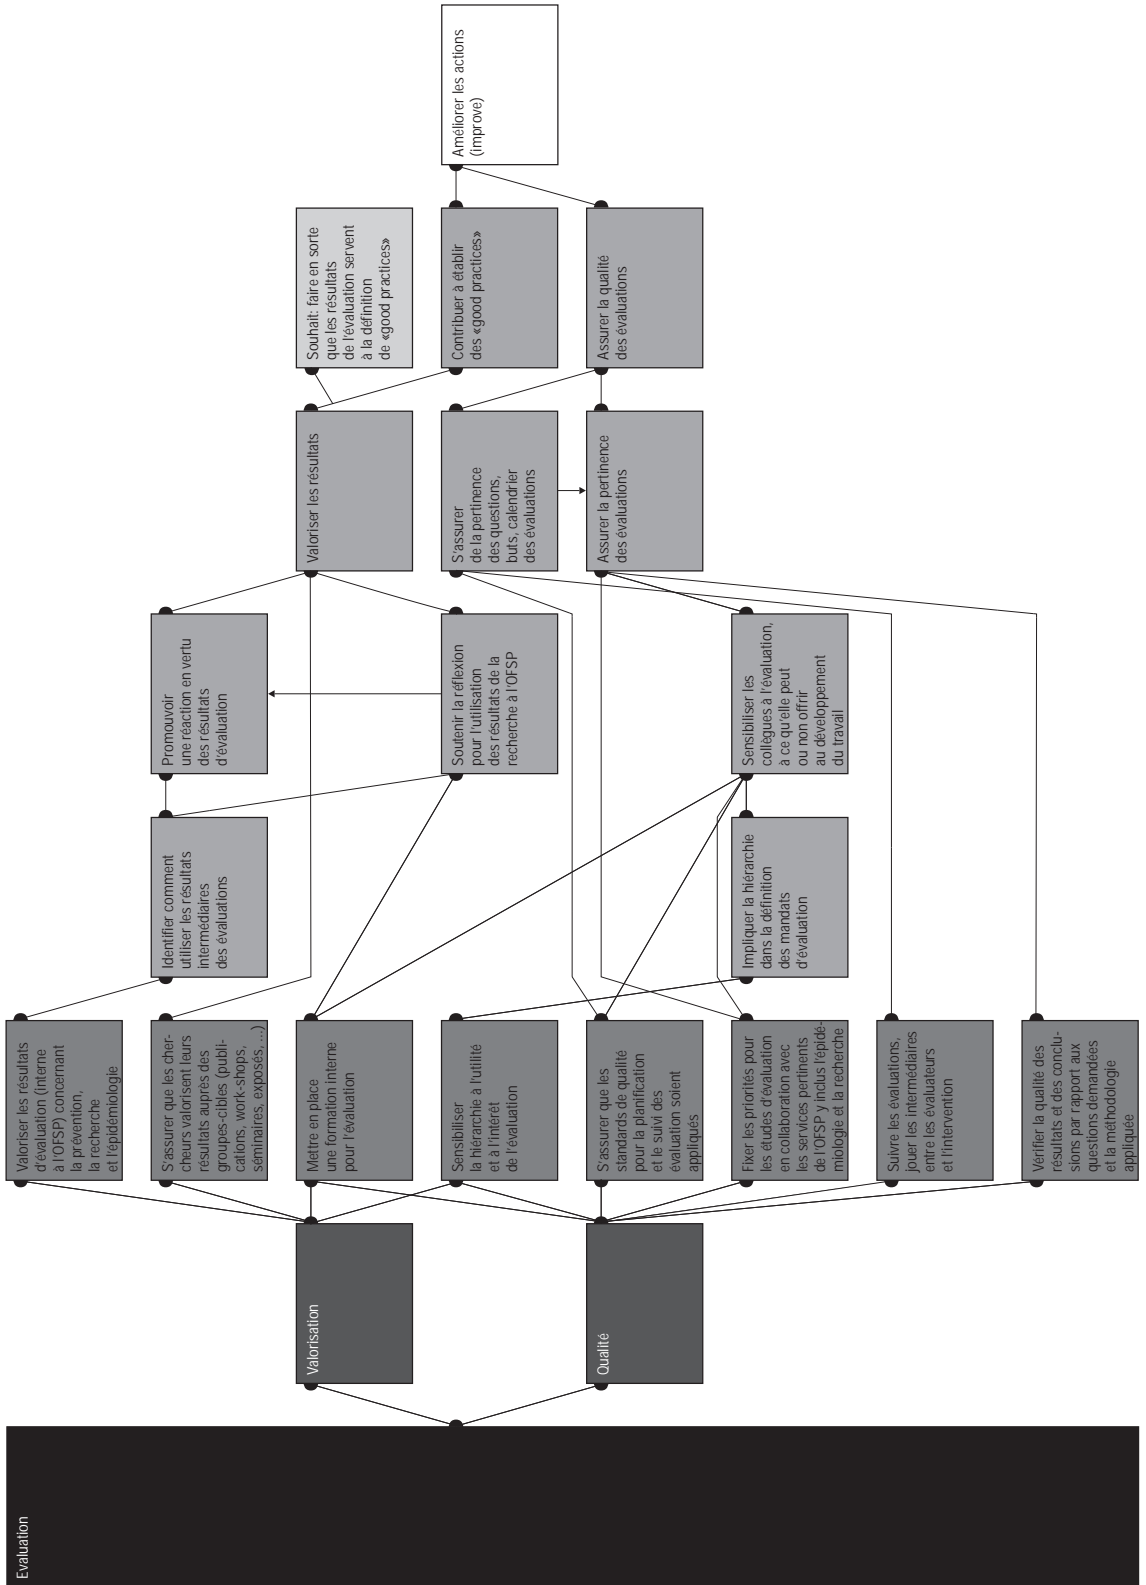 Evaluation
Valorisation
Qualité
Valoriser les résultats
d'évaluation (interne
à l'OFSP) concernant
la prévention,
la recherche
et l'épidémiologie
S'assurer que les cher-
cheurs valorisent leurs
résultats auprès des
groupes-cibles (publi-
cations, work-shops,
séminaires, exposés, ...)
Mettre en place
une formation interne
pour l'évaluation
Sensibiliser
la hiérarchie à l'utilité
et à l'intérêt
de l'évaluation
S'assurer que les
standards de qualité
pour la planification
et le suivi des
évaluation soient
appliqués
Fixer les priorités pour
les études d'évaluation
en collaboration avec
les services pertinents
de l'OFSP y inclus l'épidé-
miologie et la recherche
Suivre les évaluations,
jouer les intermédiaires
entre les évaluateurs
et l'intervention
Vérifier la qualité des
résultats et des conclu-
sions par rapport aux
questions demandées
et la méthodologie
appliquée
Identifier comment
utiliser les résultats
intermédiaires
des évaluations
Impliquer la hiérarchie
dans la définition
des mandats
d'évaluation
Promouvoir
une réaction en vertu
des résultats
d'évaluation
Soutenir la réflexion
pour l'utilisation
des résultats de la
recherche à l'OFSP
Sensibiliser les
collègues à l'évaluation,
à ce qu'elle peut
ou non offrir
au développement
du travail
Valoriser les résultats
S'assurer
de la pertinence
des questions,
buts, calendrier
des évaluations
Assurer la pertinence
des évaluations
Souhait: faire en sorte
que les résultats
de l'évaluation servent
à la définition
de «good practices»
Contribuer à établir
des «good practices»
Assurer la qualité
des évaluations
Améliorer les actions
(improve)